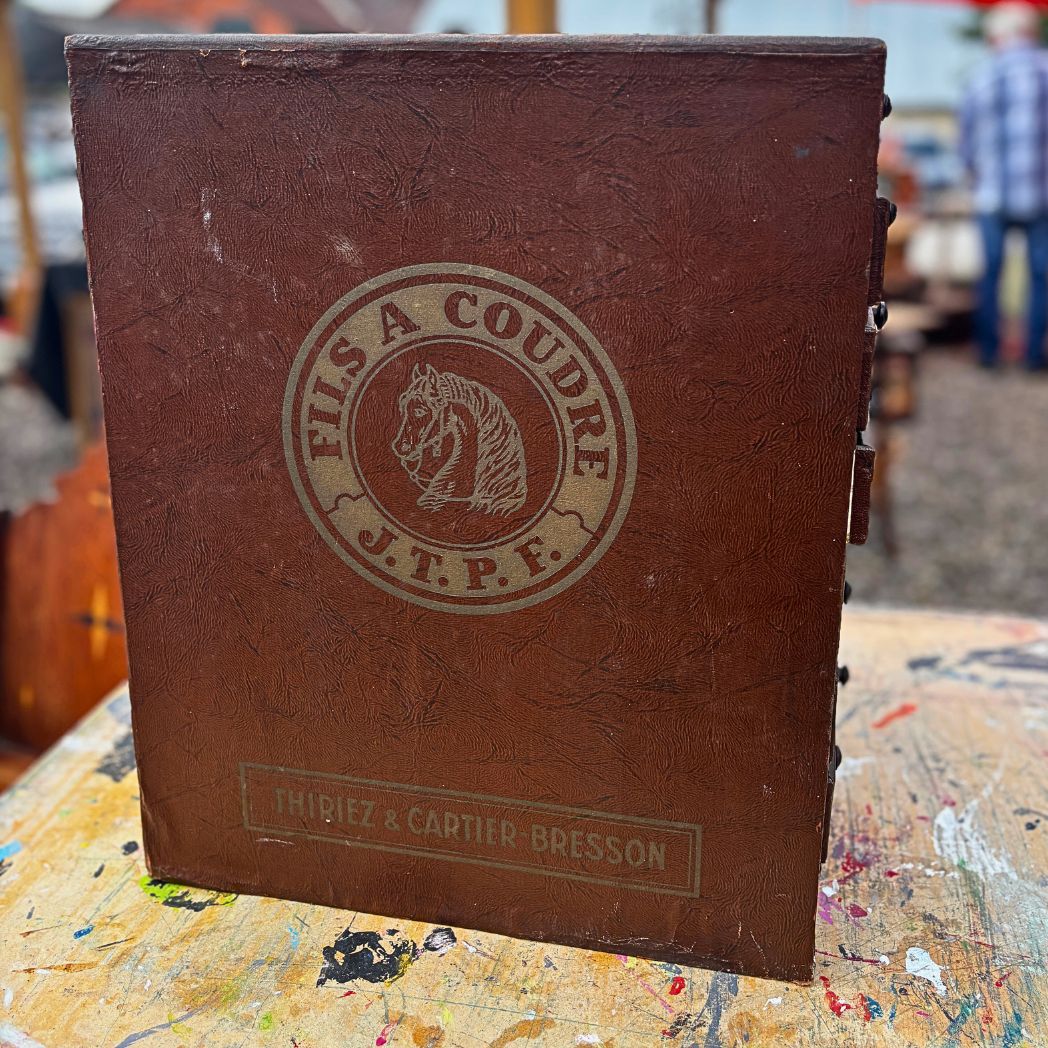 FILS A COUDRE
J.T.P.F.
THIRIEZ & CARTIER-BRESSON